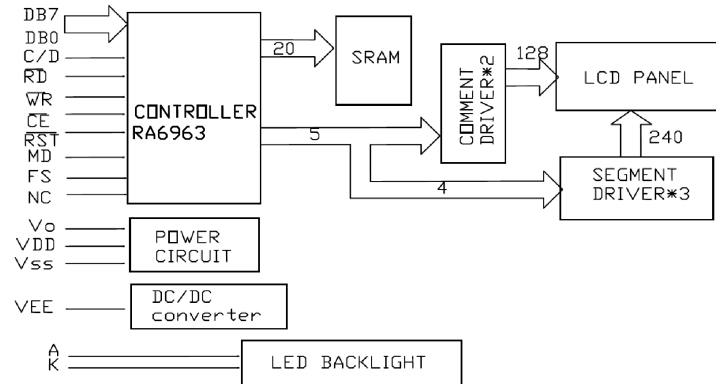 DB7
DB0
C/D
RD
WR
CE
RST
MD
FS
NC
CONTROLLER
RA6963
20
SRAM
5
COMMENT
DRIVER*2
128
LCD PANEL
240
4
SEGMENT
DRIVER*3
Vo
VDD
Vss
POWER
CIRCUIT
VEE
DC/DC
converter
A
K
LED BACKLIGHT